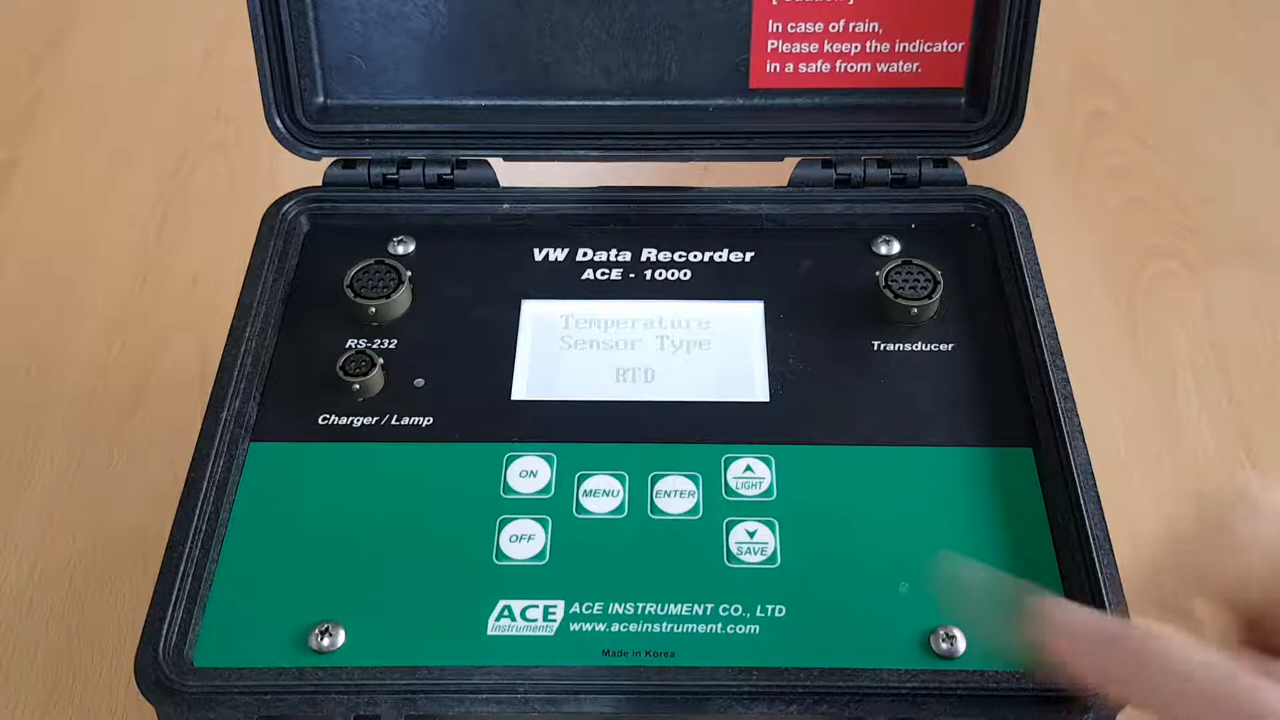 In case of rain,
Please keep the indicator
in a safe from water.
VW Data Recorder
ACE - 1000
Temperature
Sensor Type
RTD
RS-232
Transducer
Charger / Lamp
ON
MENU
ENTER
LIGHT
OFF
SAVE
ACE
instruments
ACE INSTRUMENT CO., LTD
www.aceinstrument.com
Made in Korea